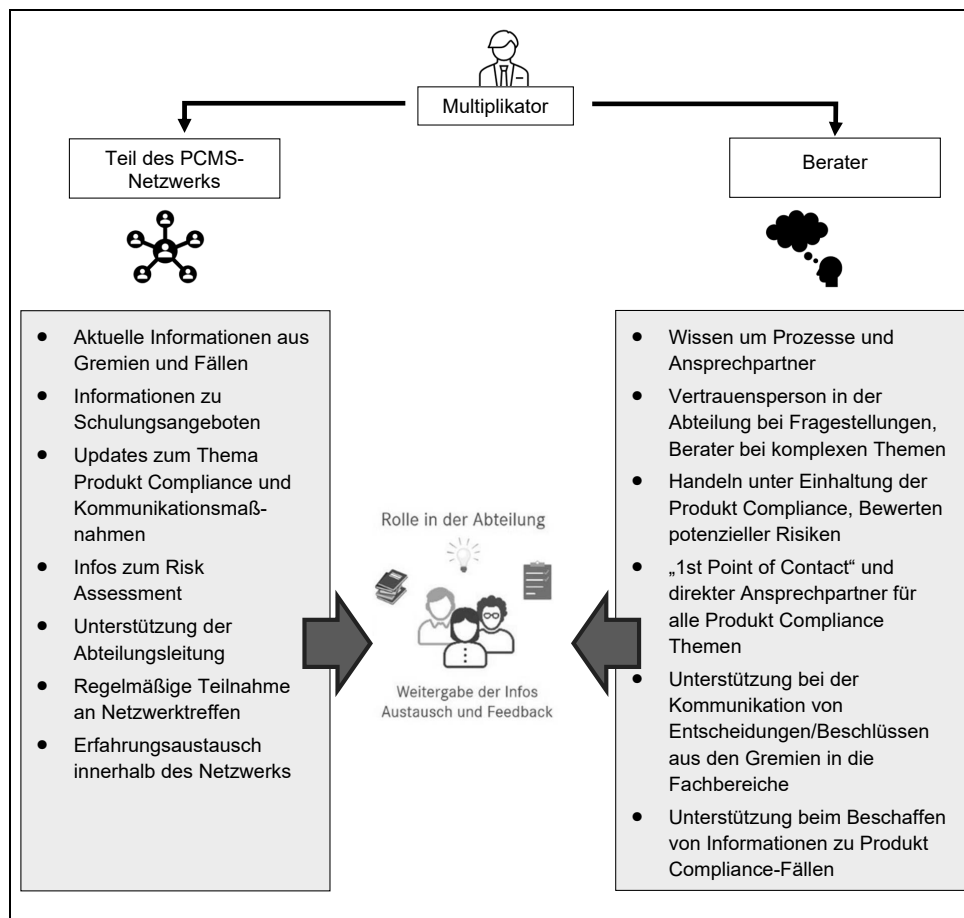 Multiplikator
Teil des PCMS-
Netzwerks
Berater
● Aktuelle Informationen aus
Gremien und Fällen
● Informationen zu
Schulungsangeboten
● Updates zum Thema
Produkt Compliance und
Kommunikationsmaß-
nahmen
● Infos zum Risk
Assessment
● Unterstützung der
Abteilungsleitung
● Regelmäßige Teilnahme
an Netzwerktreffen
● Erfahrungsaustausch
innerhalb des Netzwerks
Rolle in der Abteilung
Weitergabe der Infos
Austausch und Feedback
● Wissen um Prozesse und
Ansprechpartner
● Vertrauensperson in der
Abteilung bei Fragestellungen,
Berater bei komplexen Themen
● Handeln unter Einhaltung der
Produkt Compliance, Bewerten
potenzieller Risiken
● „1st Point of Contact“ und
direkter Ansprechpartner für
alle Produkt Compliance
Themen
● Unterstützung bei der
Kommunikation von
Entscheidungen/Beschlüssen
aus den Gremien in die
Fachbereiche
● Unterstützung beim Beschaffen
von Informationen zu Produkt
Compliance-Fällen